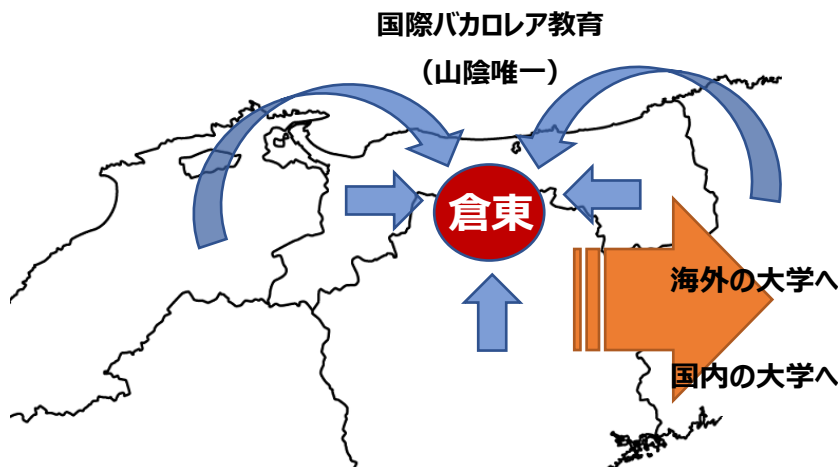 国際バカロレア教育
（山陰唯一）
倉東
海外の大学へ
国内の大学へ